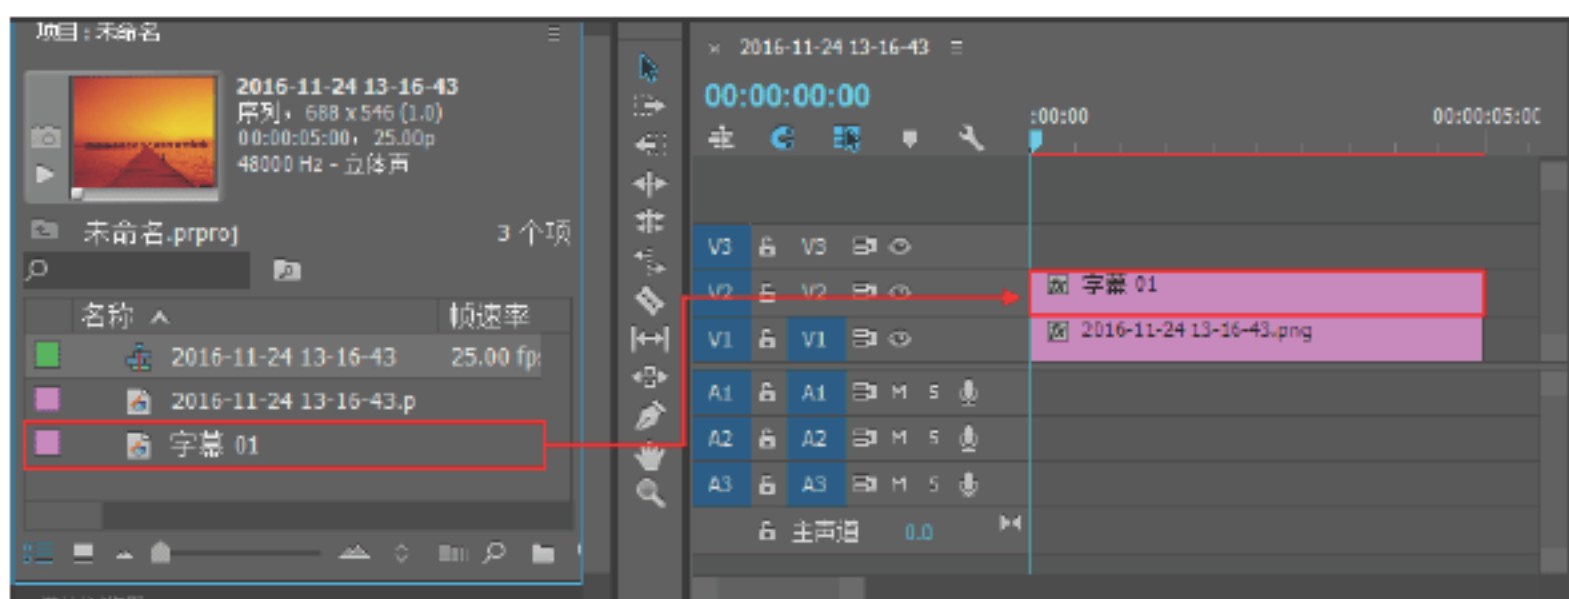 项目：未命名
2016-11-24 13-16-43
序列，688 x 546 (1.0)
00:00:05:00，25.00p
48000 Hz - 立体声
未命名.prproj
3 个项
名称
帧速率
2016-11-24 13-16-43
25.00 fp
2016-11-24 13-16-43.p
字幕 01
2016-11-24 13-16-43
00:00:00:00
:00:00
00:00:05:0
V3 V3
V2 V2
字幕 01
V1 V1
2016-11-24 13-16-43.png
A1 A1 M S
A2 A2 M S
A3 A3 M S
主声道 0.0